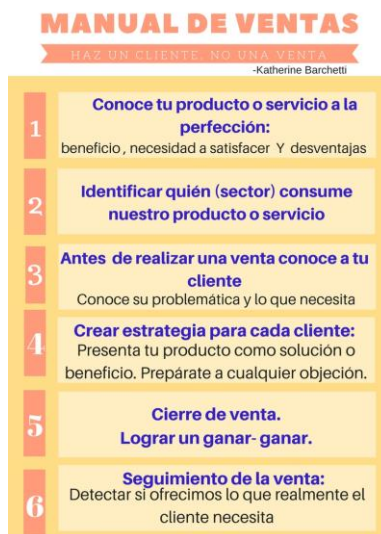 MANUAL DE VENTAS
HAZ UN CLIENTE, NO UNA VENTA
-Katherine Barchetti
1
Conoce tu producto o servicio a la
perfección:
beneficio , necesidad a satisfacer Y desventajas
2
Identificar quién (sector) consume
nuestro producto o servicio
3
Antes de realizar una venta conoce a tu
cliente
Conoce su problemática y lo que necesita
4
Crear estrategia para cada cliente:
Presenta tu producto como solución o
beneficio. Prepárate a cualquier objeción.
5
Cierre de venta.
Lograr un ganar- ganar.
6
Seguimiento de la venta:
Detectar si ofrecimos lo que realmente el
cliente necesita